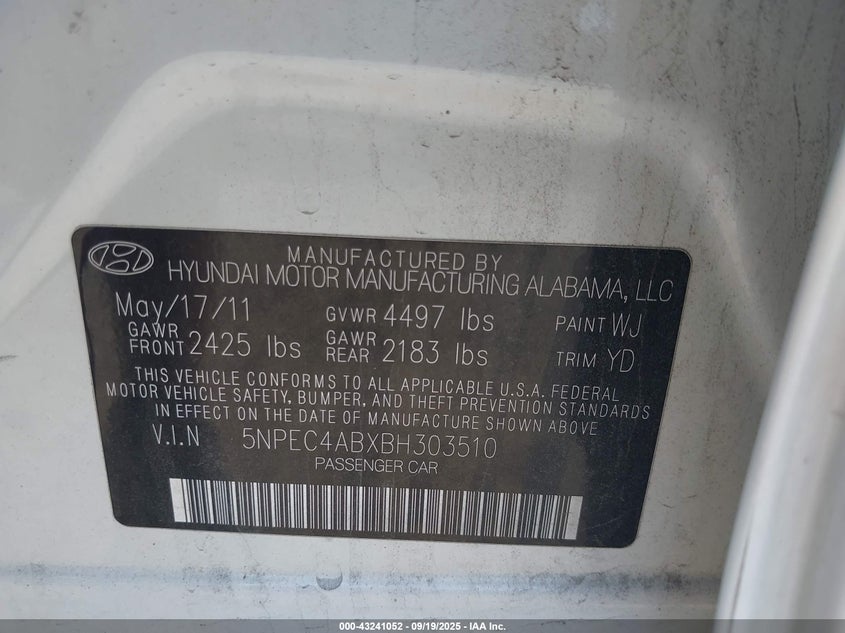 MANUFACTURED BY
HYUNDAI MOTOR MANUFACTURING ALABAMA, LLC
May/17/11 GVWR 4497 lbs PAINT WJ
GAWR FRONT 2425 lbs GAWR REAR 2183 lbs TRIM YD
THIS VEHICLE CONFORMS TO ALL APPLICABLE U.S.A. FEDERAL
MOTOR VEHICLE SAFETY, BUMPER, AND THEFT PREVENTION STANDARDS
IN EFFECT ON THE DATE OF MANUFACTURE SHOWN ABOVE
V.I.N 5NPEC4ABXBH303510
PASSENGER CAR
000-43241052 - 09/19/2025 - IAA Inc.